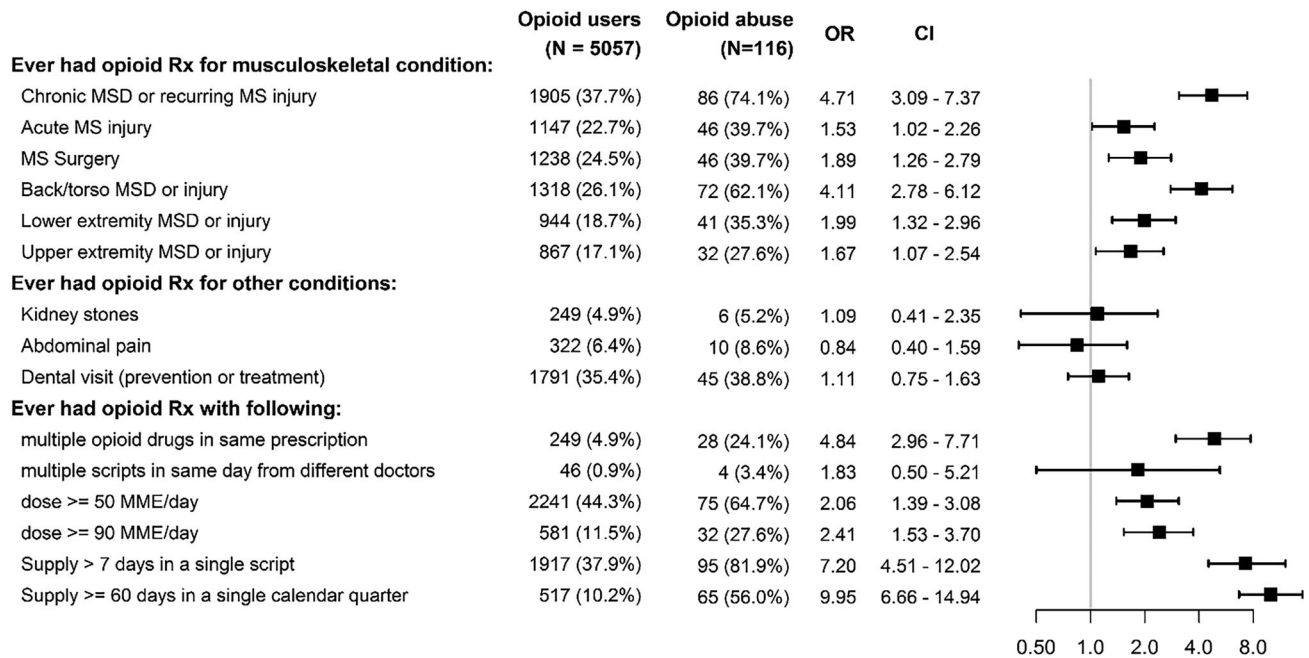 Opioid users Opioid abuse
(N = 5057) (N=116) OR CI
Ever had opioid Rx for musculoskeletal condition:
Chronic MSD or recurring MS injury 1905 (37.7%) 86 (74.1%) 4.71 3.09 - 7.37
Acute MS injury 1147 (22.7%) 46 (39.7%) 1.53 1.02 - 2.26
MS Surgery 1238 (24.5%) 46 (39.7%) 1.89 1.26 - 2.79
Back/torso MSD or injury 1318 (26.1%) 72 (62.1%) 4.11 2.78 - 6.12
Lower extremity MSD or injury 944 (18.7%) 41 (35.3%) 1.99 1.32 - 2.96
Upper extremity MSD or injury 867 (17.1%) 32 (27.6%) 1.67 1.07 - 2.54
Ever had opioid Rx for other conditions:
Kidney stones 249 (4.9%) 6 (5.2%) 1.09 0.41 - 2.35
Abdominal pain 322 (6.4%) 10 (8.6%) 0.84 0.40 - 1.59
Dental visit (prevention or treatment) 1791 (35.4%) 45 (38.8%) 1.11 0.75 - 1.63
Ever had opioid Rx with following:
multiple opioid drugs in same prescription 249 (4.9%) 28 (24.1%) 4.84 2.96 - 7.71
multiple scripts in same day from different doctors 46 (0.9%) 4 (3.4%) 1.83 0.50 - 5.21
dose >= 50 MME/day 2241 (44.3%) 75 (64.7%) 2.06 1.39 - 3.08
dose >= 90 MME/day 581 (11.5%) 32 (27.6%) 2.41 1.53 - 3.70
Supply > 7 days in a single script 1917 (37.9%) 95 (81.9%) 7.20 4.51 - 12.02
Supply >= 60 days in a single calendar quarter 517 (10.2%) 65 (56.0%) 9.95 6.66 - 14.94
0.50 1.0 2.0 4.0 8.0